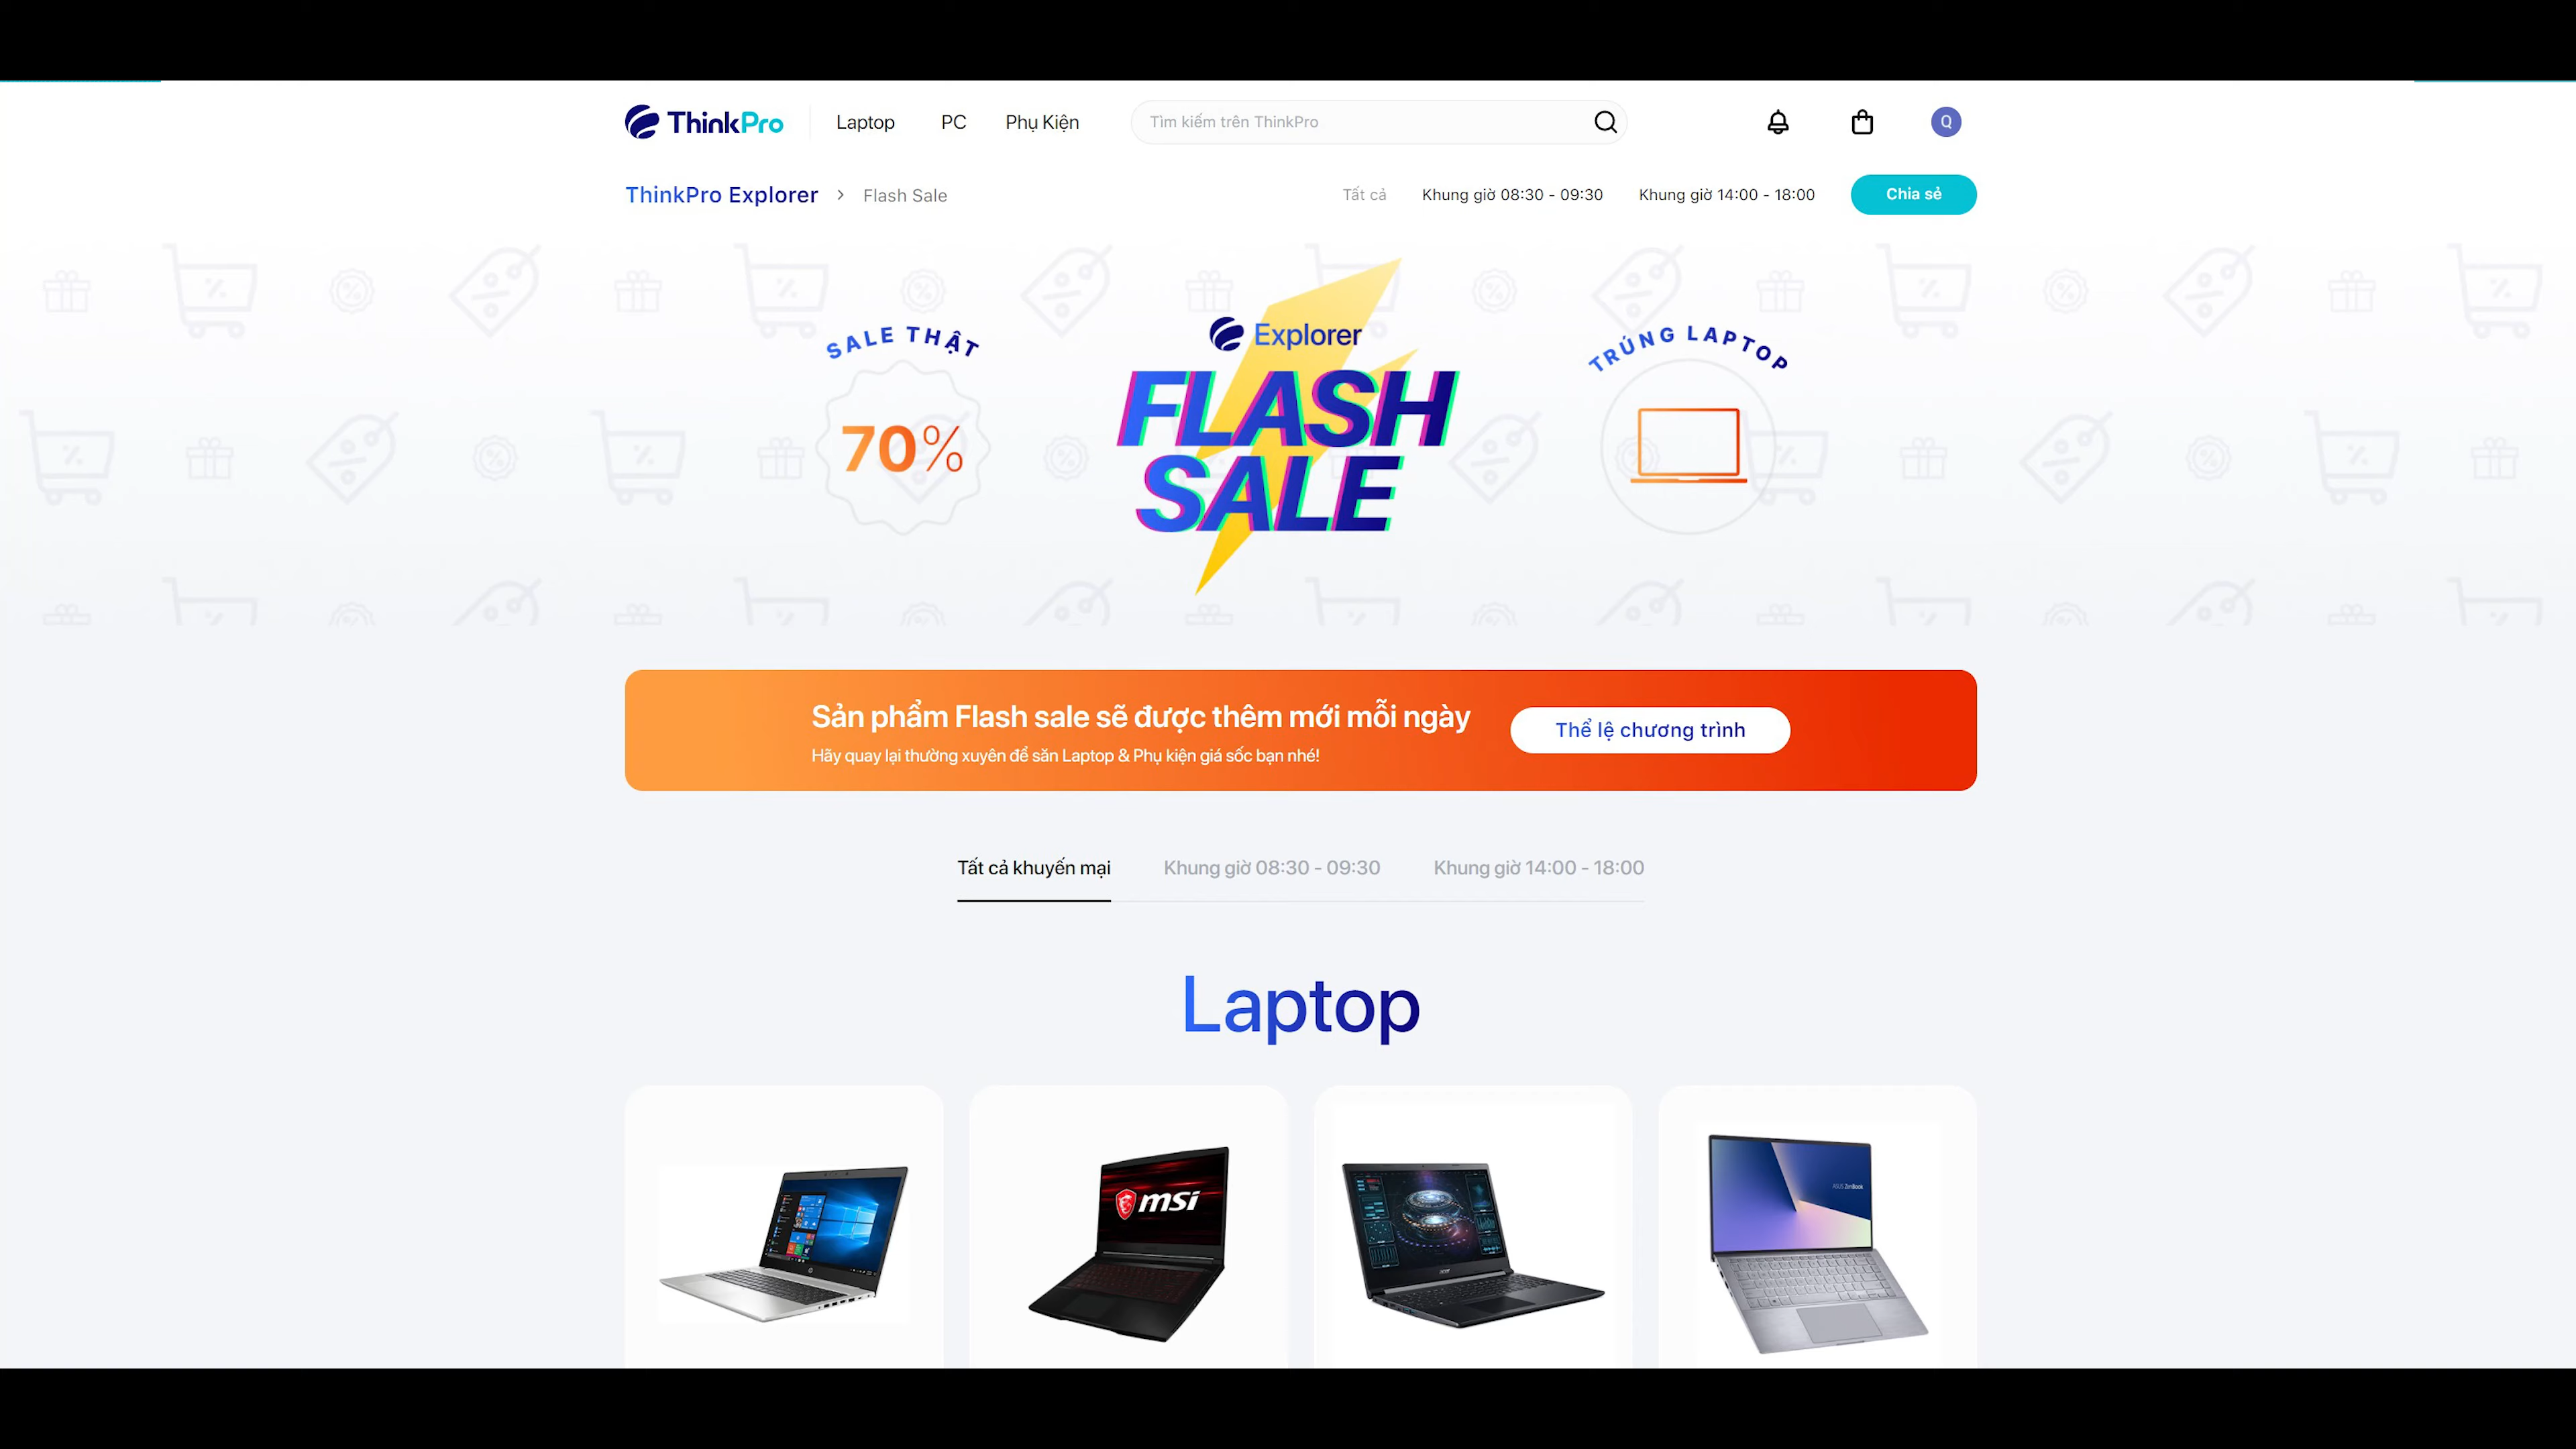 ThinkPro
Laptop
PC
Phụ Kiện
Tìm kiếm trên ThinkPro
Q
ThinkPro Explorer
Flash Sale
Tất cả
Khung giờ 08:30 - 09:30
Khung giờ 14:00 - 18:00
Chia sẻ
SALE THẬT
70%
Explorer
FLASH
SALE
TRÚNG LAPTOP
Sản phẩm Flash sale sẽ được thêm mới mỗi ngày
Hãy quay lại thường xuyên để săn Laptop & Phụ kiện giá sốc bạn nhé!
Thể lệ chương trình
Tất cả khuyến mại
Khung giờ 08:30 - 09:30
Khung giờ 14:00 - 18:00
Laptop
msi
acer
ASUS ZenBook